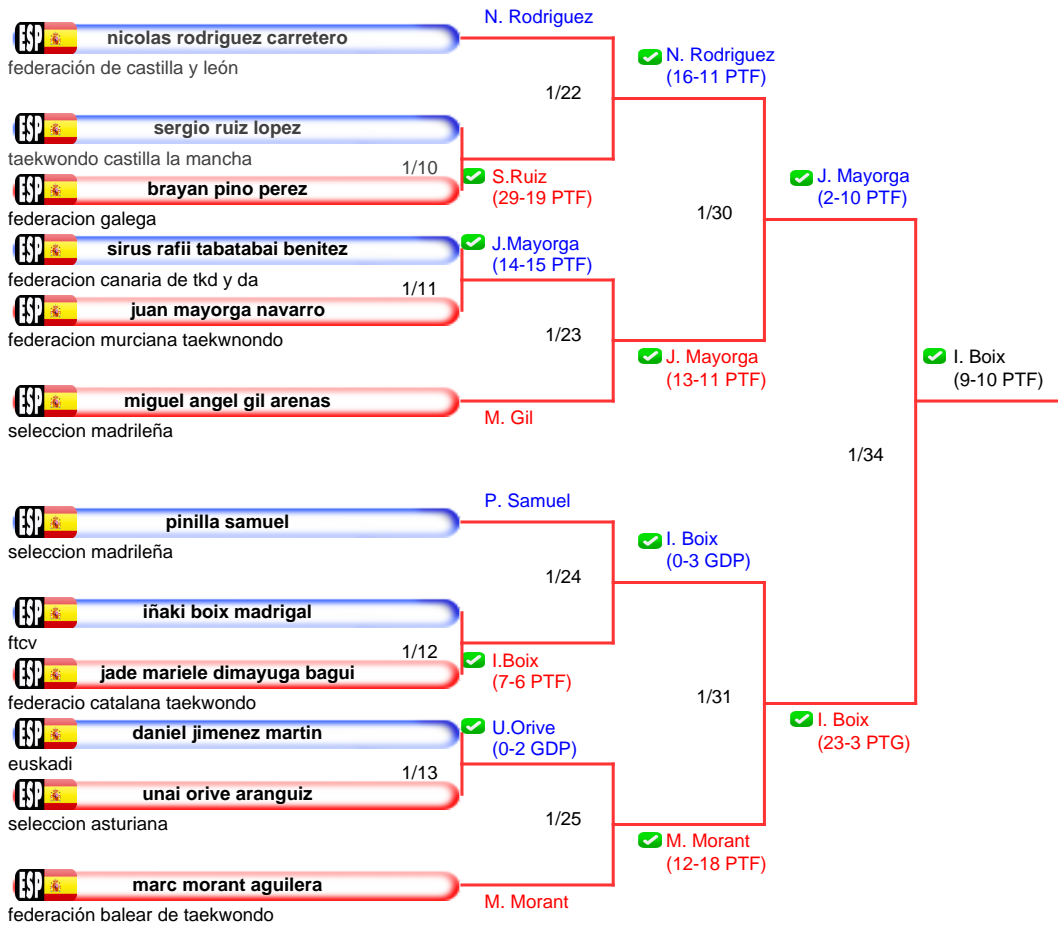 N. Rodriguez
ESP nicolas rodriguez carretero
federación de castilla y león
N. Rodriguez
(16-11 PTF)
1/22
ESP sergio ruiz lopez
taekwondo castilla la mancha
1/10
S.Ruiz
(29-19 PTF)
ESP brayan pino perez
federacion galega
J. Mayorga
(2-10 PTF)
1/30
ESP sirus rafii tabatabai benitez
federacion canaria de tkd y da
J.Mayorga
(14-15 PTF)
1/11
ESP juan mayorga navarro
federacion murciana taekwnondo
1/23
J. Mayorga
(13-11 PTF)
I. Boix
(9-10 PTF)
ESP miguel angel gil arenas
M. Gil
seleccion madrileña
1/34
P. Samuel
ESP pinilla samuel
seleccion madrileña
I. Boix
(0-3 GDP)
1/24
ESP iñaki boix madrigal
ftcv
1/12
I.Boix
(7-6 PTF)
ESP jade mariele dimayuga bagui
federacio catalana taekwondo
1/31
I. Boix
(23-3 PTG)
ESP daniel jimenez martin
euskadi
U.Orive
(0-2 GDP)
1/13
ESP unai orive aranguiz
seleccion asturiana
1/25
M. Morant
(12-18 PTF)
ESP marc morant aguilera
M. Morant
federación balear de taekwondo